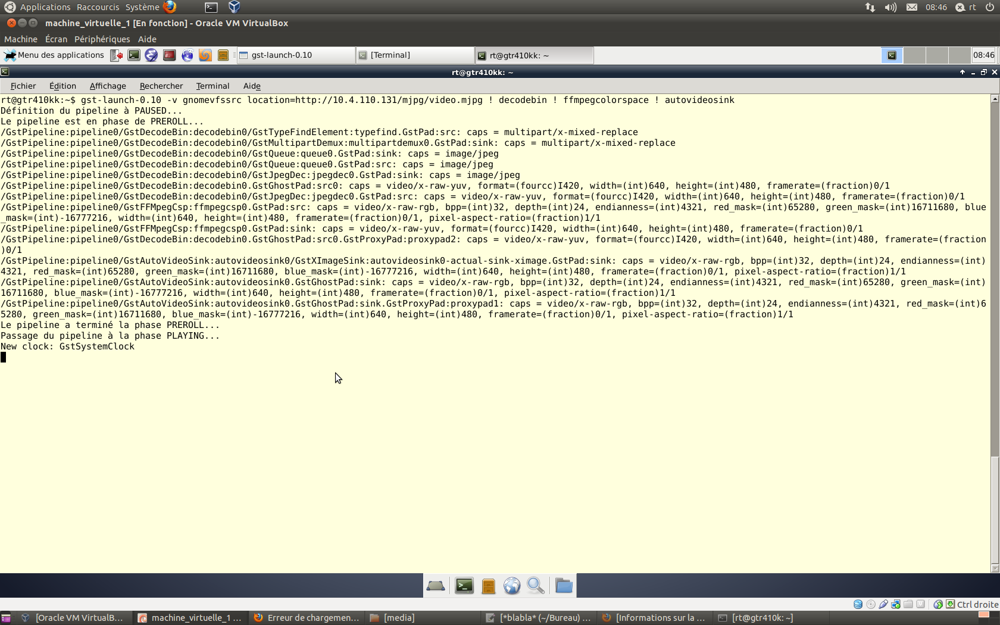 Applications Raccourcis Système 08:46 rt
machine_virtuelle_1 [En fonction] - Oracle VM VirtualBox
Machine Écran Périphériques Aide
Menu des applications gst-launch-0.10 [Terminal] rt@gtr410kk: ~ 08:46
rt@gtr410kk: ~
Fichier Édition Affichage Rechercher Terminal Aide
rt@gtr410kk:~$ gst-launch-0.10 -v gnomevfssrc location=http://10.4.110.131/mjpg/video.mjpg ! decodebin ! ffmpegcolorspace ! autovideosink
Définition du pipeline à PAUSED...
Le pipeline est en phase de PREROLL...
/GstPipeline:pipeline0/GstDecodeBin:decodebin0/GstTypeFindElement:typefind.GstPad:src: caps = multipart/x-mixed-replace
/GstPipeline:pipeline0/GstDecodeBin:decodebin0/GstMultipartDemux:multipartdemux0.GstPad:sink: caps = multipart/x-mixed-replace
/GstPipeline:pipeline0/GstDecodeBin:decodebin0/GstQueue:queue0.GstPad:sink: caps = image/jpeg
/GstPipeline:pipeline0/GstDecodeBin:decodebin0/GstQueue:queue0.GstPad:src: caps = image/jpeg
/GstPipeline:pipeline0/GstDecodeBin:decodebin0/GstJpegDec:jpegdec0.GstPad:sink: caps = image/jpeg
/GstPipeline:pipeline0/GstDecodeBin:decodebin0.GstGhostPad:src0: caps = video/x-raw-yuv, format=(fourcc)I420, width=(int)640, height=(int)480, framerate=(fraction)0/1
/GstPipeline:pipeline0/GstDecodeBin:decodebin0/GstJpegDec:jpegdec0.GstPad:src: caps = video/x-raw-yuv, format=(fourcc)I420, width=(int)640, height=(int)480, framerate=(fraction)0/1
/GstPipeline:pipeline0/GstFFMpegCsp:ffmpegcsp0.GstPad:src: caps = video/x-raw-rgb, bpp=(int)32, depth=(int)24, endianness=(int)4321, red_mask=(int)65280, green_mask=(int)16711680, blue
_mask=(int)-16777216, width=(int)640, height=(int)480, framerate=(fraction)0/1, pixel-aspect-ratio=(fraction)1/1
/GstPipeline:pipeline0/GstFFMpegCsp:ffmpegcsp0.GstPad:sink: caps = video/x-raw-yuv, format=(fourcc)I420, width=(int)640, height=(int)480, framerate=(fraction)0/1
/GstPipeline:pipeline0/GstDecodeBin:decodebin0.GstGhostPad:src0.GstProxyPad:proxypad2: caps = video/x-raw-yuv, format=(fourcc)I420, width=(int)640, height=(int)480, framerate=(fraction
)0/1
/GstPipeline:pipeline0/GstAutoVideoSink:autovideosink0/GstXImageSink:autovideosink0-actual-sink-ximage.GstPad:sink: caps = video/x-raw-rgb, bpp=(int)32, depth=(int)24, endianness=(int)
4321, red_mask=(int)65280, green_mask=(int)16711680, blue_mask=(int)-16777216, width=(int)640, height=(int)480, framerate=(fraction)0/1, pixel-aspect-ratio=(fraction)1/1
/GstPipeline:pipeline0/GstAutoVideoSink:autovideosink0.GstGhostPad:sink: caps = video/x-raw-rgb, bpp=(int)32, depth=(int)24, endianness=(int)4321, red_mask=(int)65280, green_mask=(int)
16711680, blue_mask=(int)-16777216, width=(int)640, height=(int)480, framerate=(fraction)0/1, pixel-aspect-ratio=(fraction)1/1
/GstPipeline:pipeline0/GstAutoVideoSink:autovideosink0.GstGhostPad:sink.GstProxyPad:proxypad1: caps = video/x-raw-rgb, bpp=(int)32, depth=(int)24, endianness=(int)4321, red_mask=(int)6
5280, green_mask=(int)16711680, blue_mask=(int)-16777216, width=(int)640, height=(int)480, framerate=(fraction)0/1, pixel-aspect-ratio=(fraction)1/1
Le pipeline a terminé la phase PREROLL...
Passage du pipeline à la phase PLAYING...
New clock: GstSystemClock
Ctrl droite
[Oracle VM VirtualB... machine_virtuelle_1 ... Erreur de chargemen... [media] [*blabla* (~/Bureau) ... [Informations sur la ... [rt@gtr410k: ~]